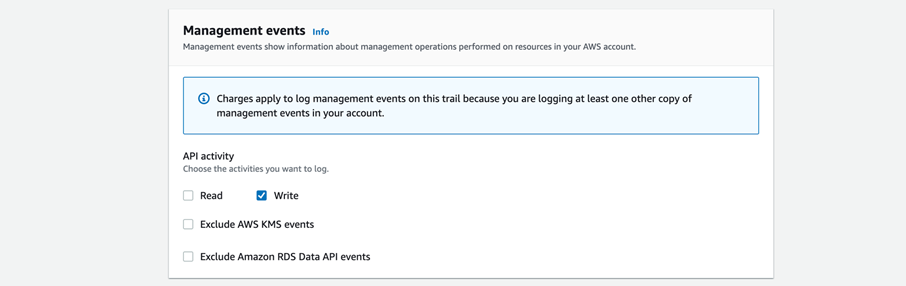 Management events Info
Management events show information about management operations performed on resources in your AWS account.
Charges apply to log management events on this trail because you are logging at least one other copy of
management events in your account.
API activity
Choose the activities you want to log.
Read Write
Exclude AWS KMS events
Exclude Amazon RDS Data API events